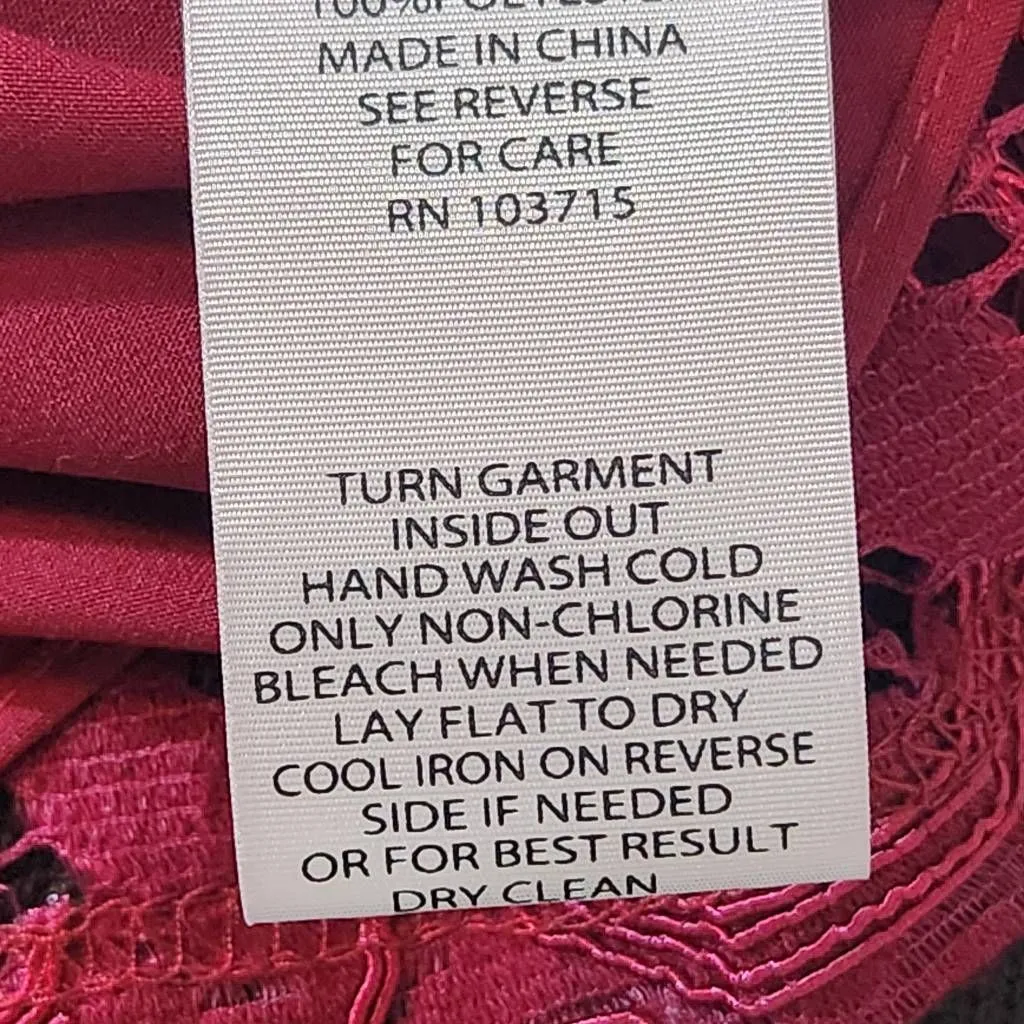 100% POLYESTER
MADE IN CHINA
SEE REVERSE
FOR CARE
RN 103715
TURN GARMENT
INSIDE OUT
HAND WASH COLD
ONLY NON-CHLORINE
BLEACH WHEN NEEDED
LAY FLAT TO DRY
COOL IRON ON REVERSE
SIDE IF NEEDED
OR FOR BEST RESULT
DRY CLEAN